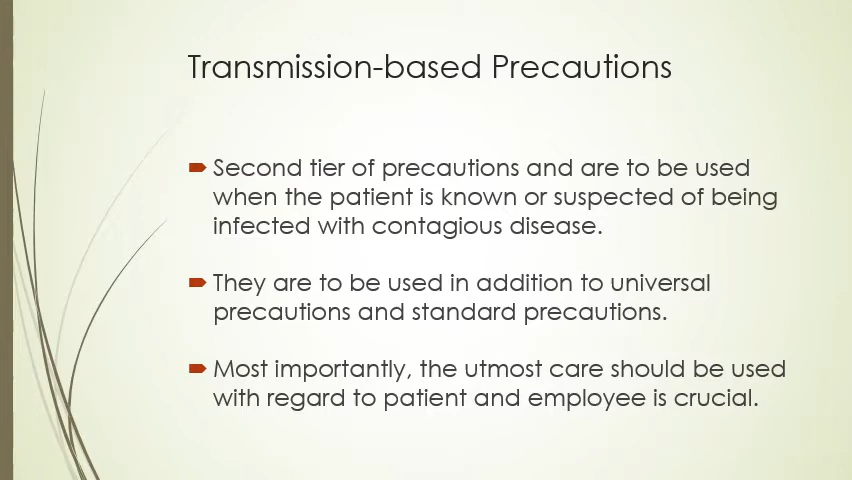 Transmission-based Precautions
Second tier of precautions and are to be used
when the patient is known or suspected of being
infected with contagious disease.
They are to be used in addition to universal
precautions and standard precautions.
Most importantly, the utmost care should be used
with regard to patient and employee is crucial.